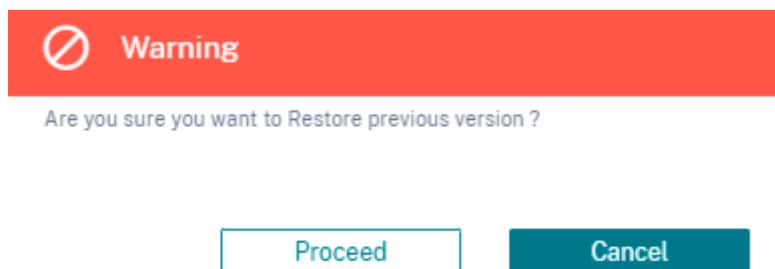 Warning
Are you sure you want to Restore previous version ?
Proceed
Cancel